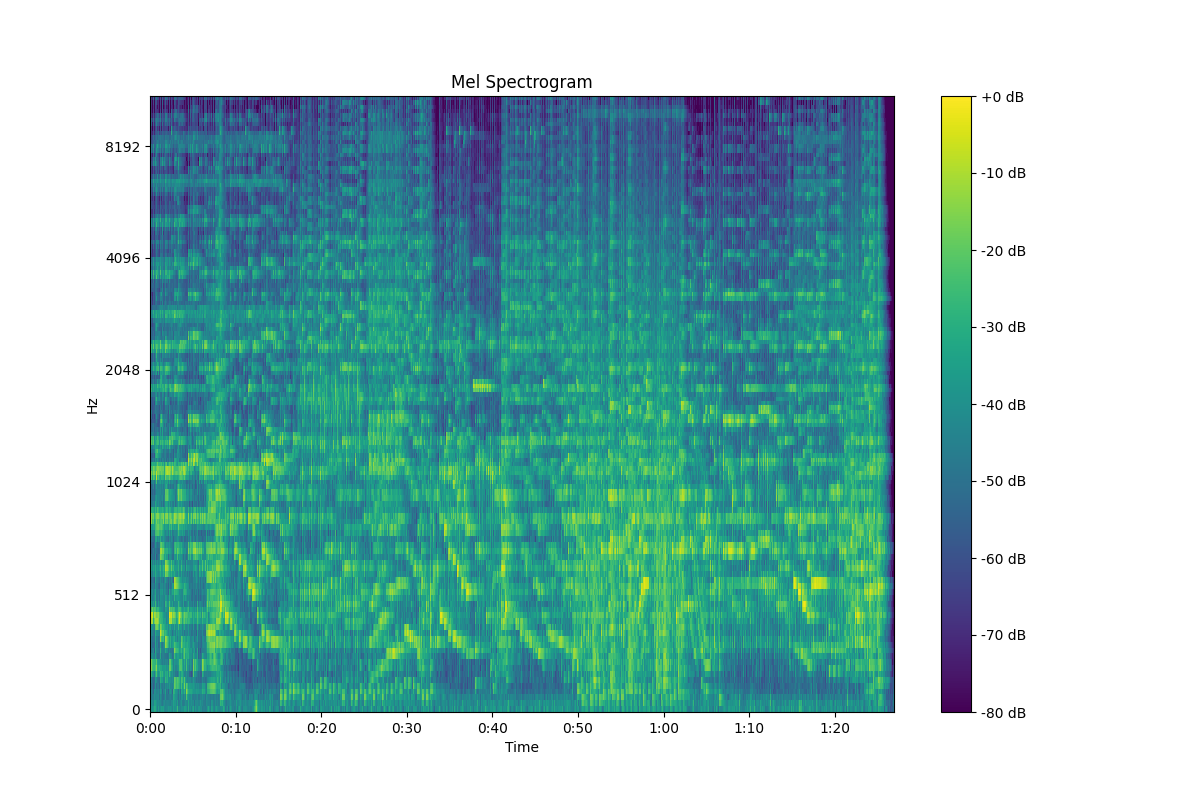 Mel Spectrogram
+0 dB
8192
-10 dB
-20 dB
4096
-30 dB
2048
-40 dB
Hz
1024
-50 dB
-60 dB
512
-70 dB
0
-80 dB
0:00 0:10 0:20 0:30 0:40 0:50 1:00 1:10 1:20
Time